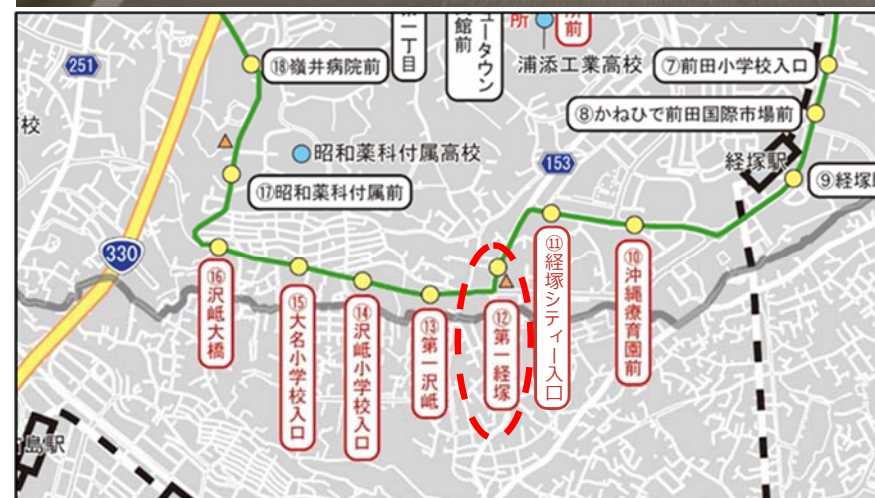 251
⑱嶺井病院前
一丁目
ュータウン
館前
所
所前
浦添工業高校
⑦前田小学校入口
⑧かねひで前田国際市場前
校
昭和薬科付属高校
153
経塚駅
⑰昭和薬科付属前
⑨経塚
330
⑯沢岻大橋
⑮大名小学校入口
⑭沢岻小学校入口
⑬第一沢岻
⑫第一経塚
⑪経塚シティー入口
⑩沖縄療育園前
島駅